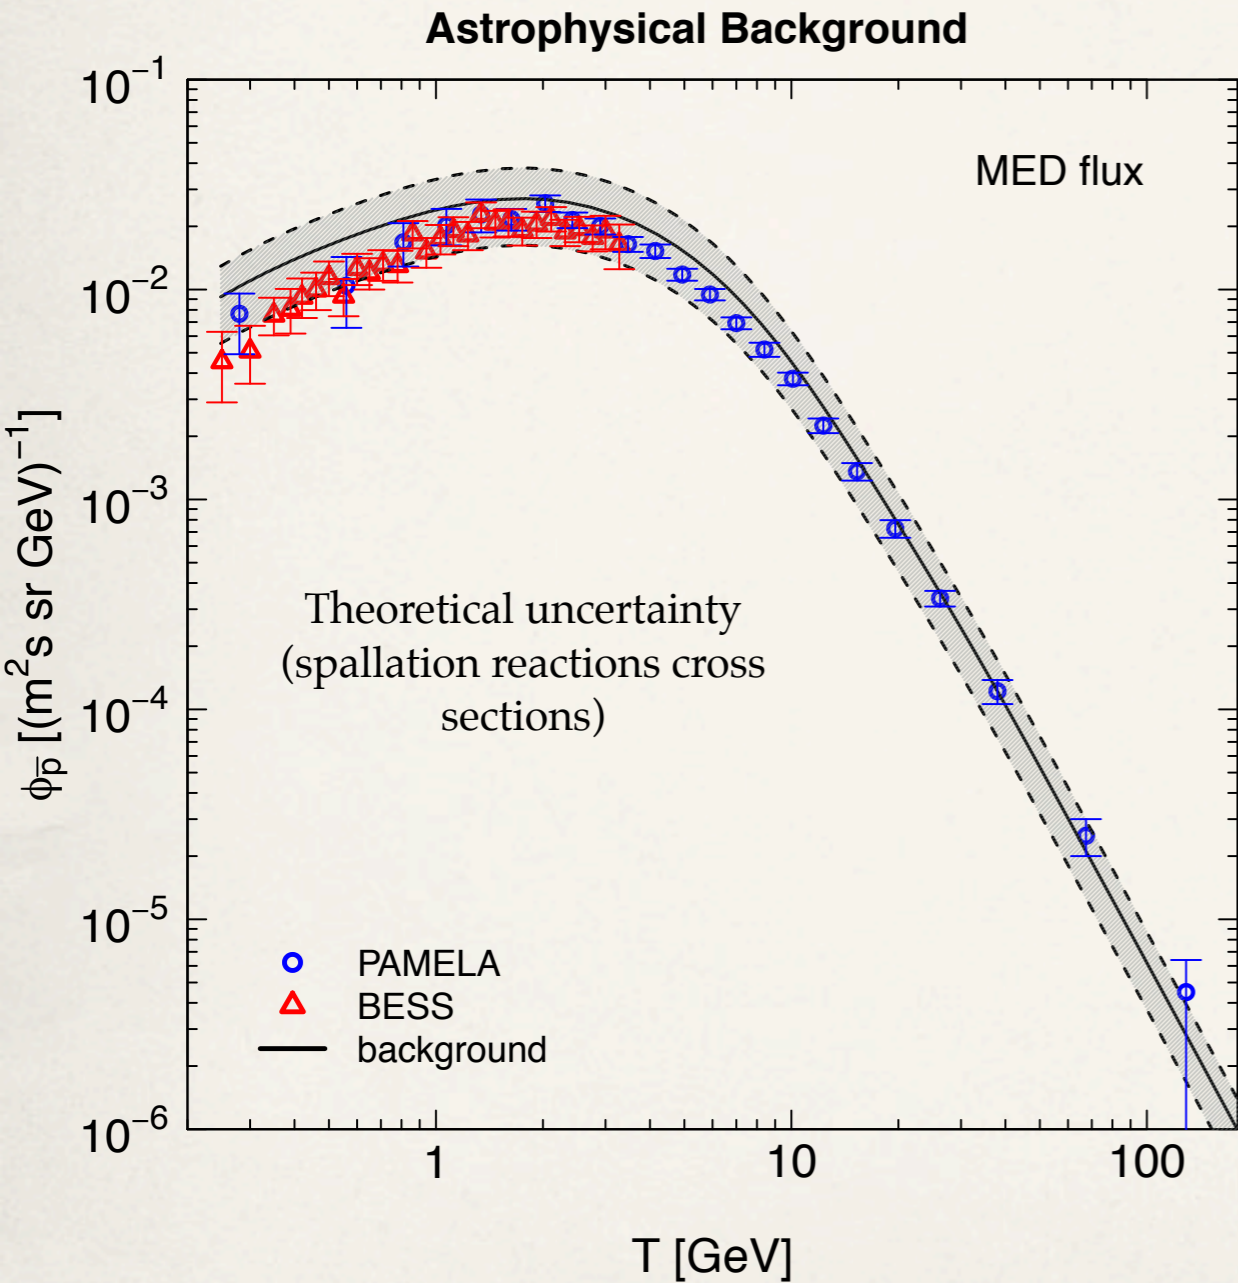 Astrophysical Background
10⁻¹
MED flux
10⁻²
10⁻³
Theoretical uncertainty
(spallation reactions cross
sections)
10⁻⁴
10⁻⁵
PAMELA
BESS
background
10⁻⁶
1 10 100
T [GeV]
ϕp̅ [(m² s sr GeV)⁻¹]